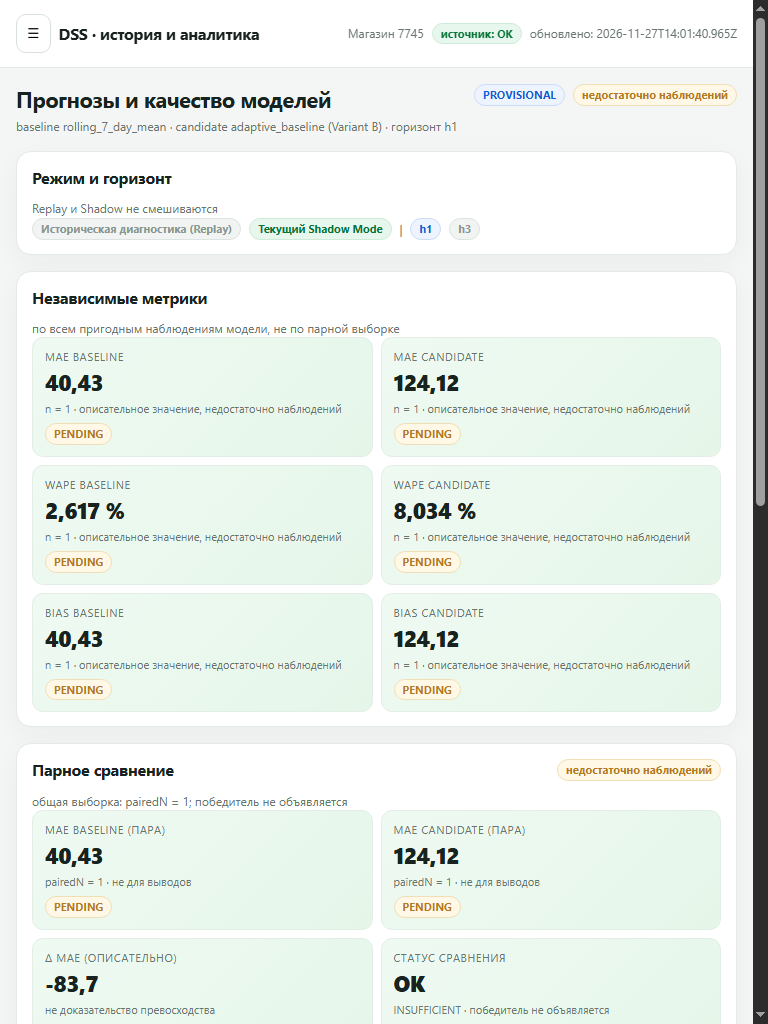 ☰ DSS · история и аналитика Магазин 7745 источник: OK обновлено: 2026-11-27T14:01:40.965Z
Прогнозы и качество моделей PROVISIONAL недостаточно наблюдений
baseline rolling_7_day_mean · candidate adaptive_baseline (Variant B) · горизонт h1
Режим и горизонт
Replay и Shadow не смешиваются
Историческая диагностика (Replay) Текущий Shadow Mode | h1 h3
Независимые метрики
по всем пригодным наблюдениям модели, не по парной выборке
MAE BASELINE
40,43
n = 1 · описательное значение, недостаточно наблюдений
PENDING
MAE CANDIDATE
124,12
n = 1 · описательное значение, недостаточно наблюдений
PENDING
WAPE BASELINE
2,617 %
n = 1 · описательное значение, недостаточно наблюдений
PENDING
WAPE CANDIDATE
8,034 %
n = 1 · описательное значение, недостаточно наблюдений
PENDING
BIAS BASELINE
40,43
n = 1 · описательное значение, недостаточно наблюдений
PENDING
BIAS CANDIDATE
124,12
n = 1 · описательное значение, недостаточно наблюдений
PENDING
Парное сравнение недостаточно наблюдений
общая выборка: pairedN = 1; победитель не объявляется
MAE BASELINE (ПАРА)
40,43
pairedN = 1 · не для выводов
PENDING
MAE CANDIDATE (ПАРА)
124,12
pairedN = 1 · не для выводов
PENDING
Δ MAE (ОПИСАТЕЛЬНО)
-83,7
не доказательство превосходства
СТАТУС СРАВНЕНИЯ
OK
INSUFFICIENT · победитель не объявляется